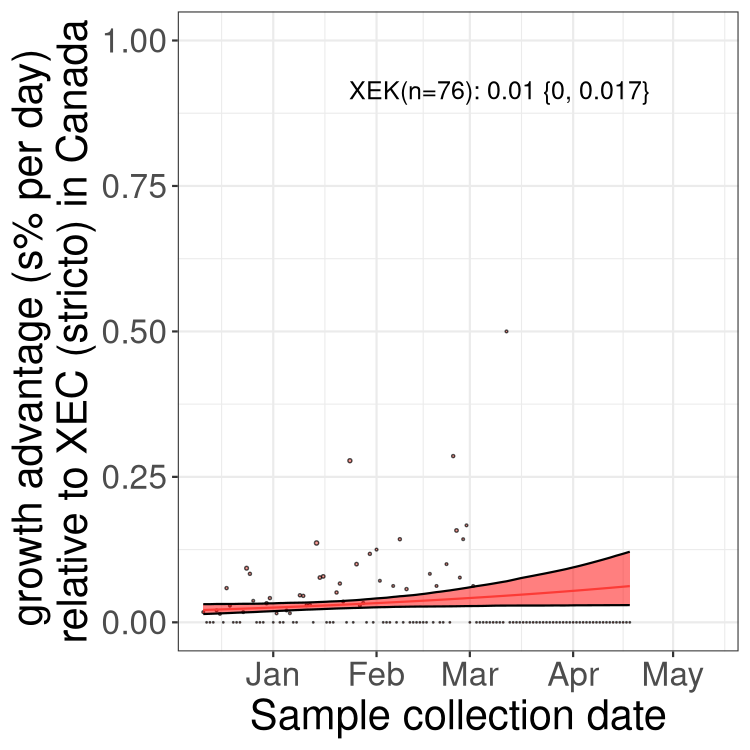 XEK(n=76): 0.01 {0, 0.017}
growth advantage (s% per day)
relative to XEC (stricto) in Canada
1.00
0.75
0.50
0.25
0.00
Jan Feb Mar Apr May
Sample collection date